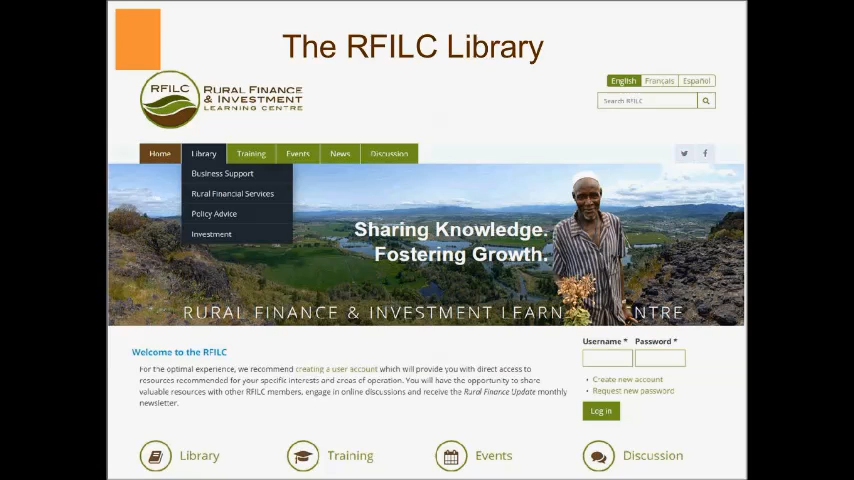 The RFILC Library
RFILC
RURAL FINANCE
& INVESTMENT
LEARNING CENTRE
English Français Español
Search RFILC
Home Library Training Events News Discussion
Business Support
Rural Financial Services
Policy Advice
Investment
Sharing Knowledge.
Fostering Growth.
RURAL FINANCE & INVESTMENT LEARN NTRE
Welcome to the RFILC
For the optimal experience, we recommend creating a user account which will provide you with direct access to
resources recommended for your specific interests and areas of operation. You will have the opportunity to share
valuable resources with other RFILC members, engage in online discussions and receive the Rural Finance Update monthly
newsletter.
Username * Password *
Create new account
Request new password
Log in
Library Training Events Discussion